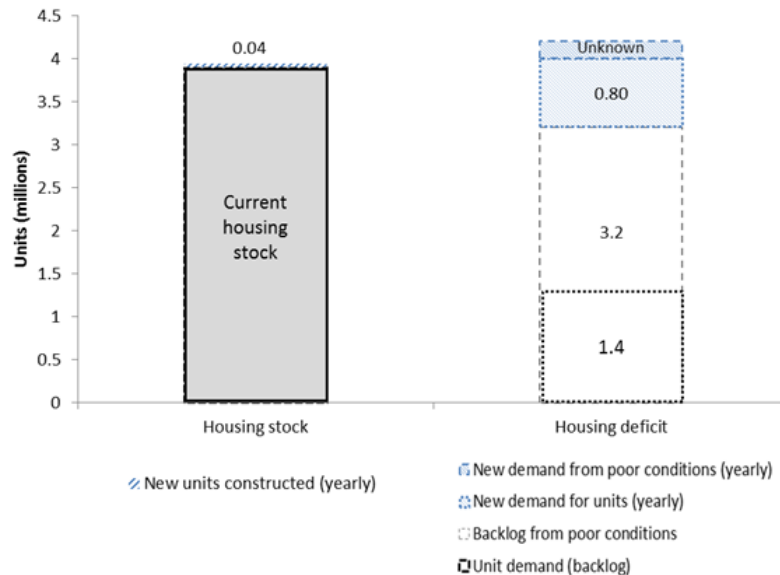 4.5
4
3.5
3
2.5
2
1.5
1
0.5
0
Units (millions)
0.04
Current
housing
stock
Unknown
0.80
3.2
1.4
Housing stock
Housing deficit
New units constructed (yearly)
New demand from poor conditions (yearly)
New demand for units (yearly)
Backlog from poor conditions
Unit demand (backlog)